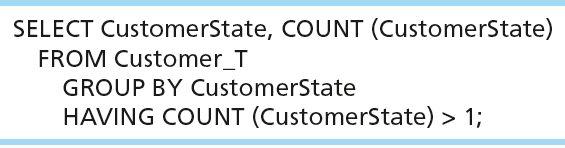 SELECT CustomerState, COUNT (CustomerState)
FROM Customer_T
GROUP BY CustomerState
HAVING COUNT (CustomerState) > 1;